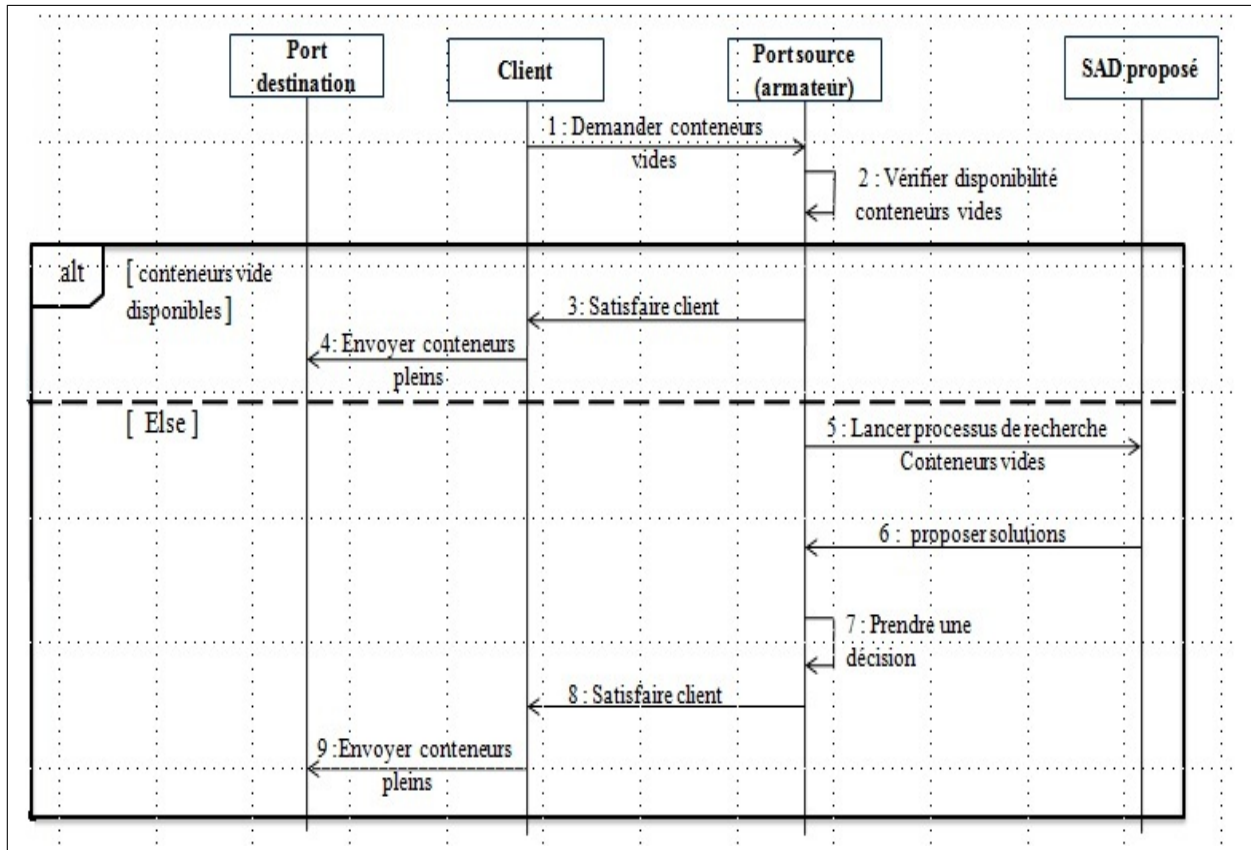 Port
destination
Client
Port source
(armateur)
SAD proposé
1 : Demander conteneurs
vides
2 : Vérifier disponibilité
conteneurs vides
alt
[ conteneurs vide
disponibles ]
3 : Satisfaire client
4 : Envoyer conteneurs
pleins
[ Else ]
5 : Lancer processus de recherche
Conteneurs vides
6 : proposer solutions
7 : Prendre une
décision
8 : Satisfaire client
9 :Envoyer conteneurs
pleins